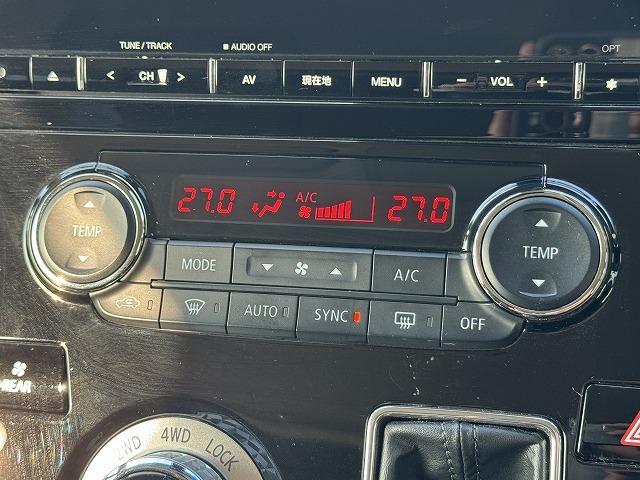 TUNE / TRACK AUDIO OFF OPT
CH AV 現在地 MENU − VOL +
27.0 A/C 27.0
TEMP TEMP
MODE A/C
AUTO SYNC OFF
REAR
2WD 4WD LOCK